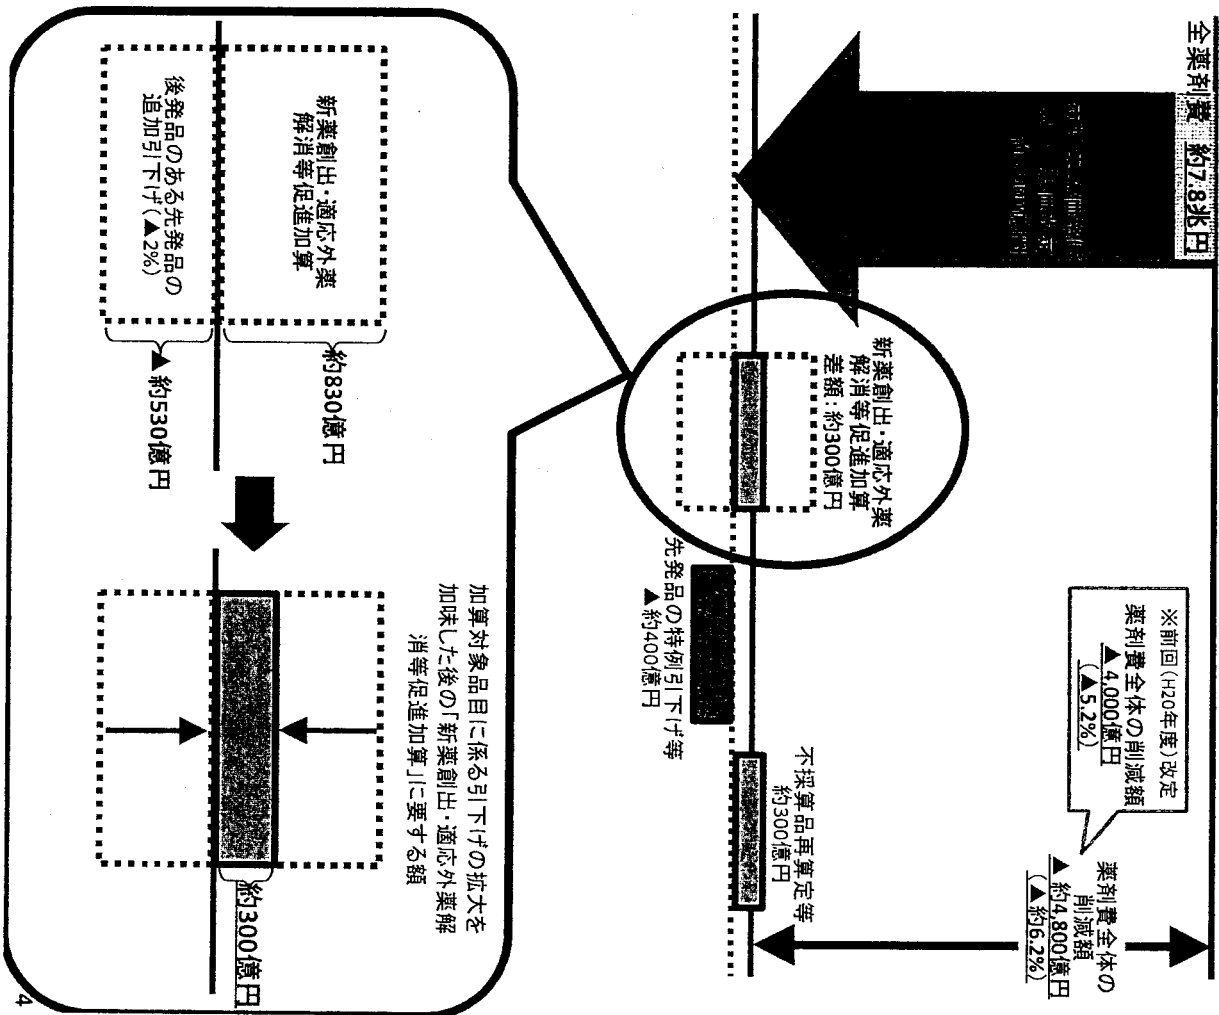 全薬剤費 約7.8兆円
※前回(H20年度)改定
薬剤費全体の削減額
▲4,000億円
(▲5.2%)
薬剤費全体の
削減額
▲約4,800億円
(▲約6.2%)
新薬創出・適応外薬
解消等促進加算
差額:約300億円
先発品の特例引下げ等
▲約400億円
不採算品再算定等
約300億円
新薬創出・適応外薬
解消等促進加算
後発品のある先発品の
追加引下げ(▲2%)
約830億円
▲約530億円
加算対象品目に係る引下げの拡大を
加味した後の「新薬創出・適応外薬解
消等促進加算」に要する額
約300億円
4